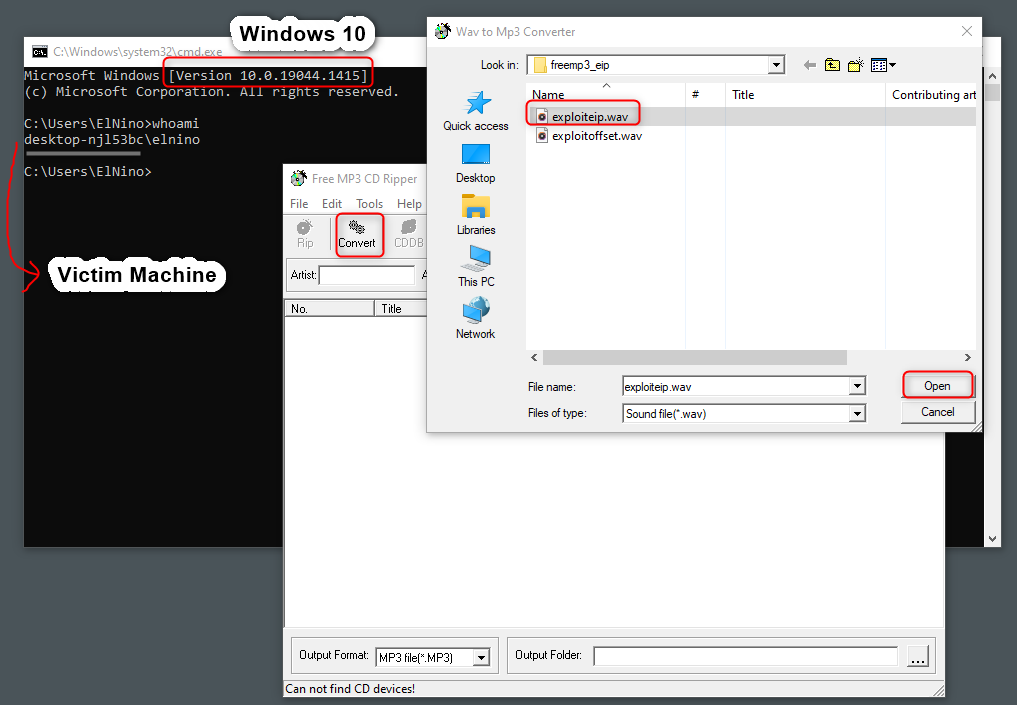 Windows 10
C:\Windows\system32\cmd.exe
Microsoft Windows [Version 10.0.19044.1415]
(c) Microsoft Corporation. All rights reserved.
C:\Users\ElNino>whoami
desktop-njl53bc\elnino
C:\Users\ElNino>
Victim Machine
Free MP3 CD Ripper
File Edit Tools Help
Rip Convert CDDB
Artist:
No. Title
Output Format: MP3 file(*.MP3) Output Folder: ...
Can not find CD devices!
Wav to Mp3 Converter
Look in: freemp3_eip
Quick access
Desktop
Libraries
This PC
Network
Name # Title Contributing art
exploiteip.wav
exploitoffset.wav
File name: exploiteip.wav Open
Files of type: Sound file(*.wav) Cancel